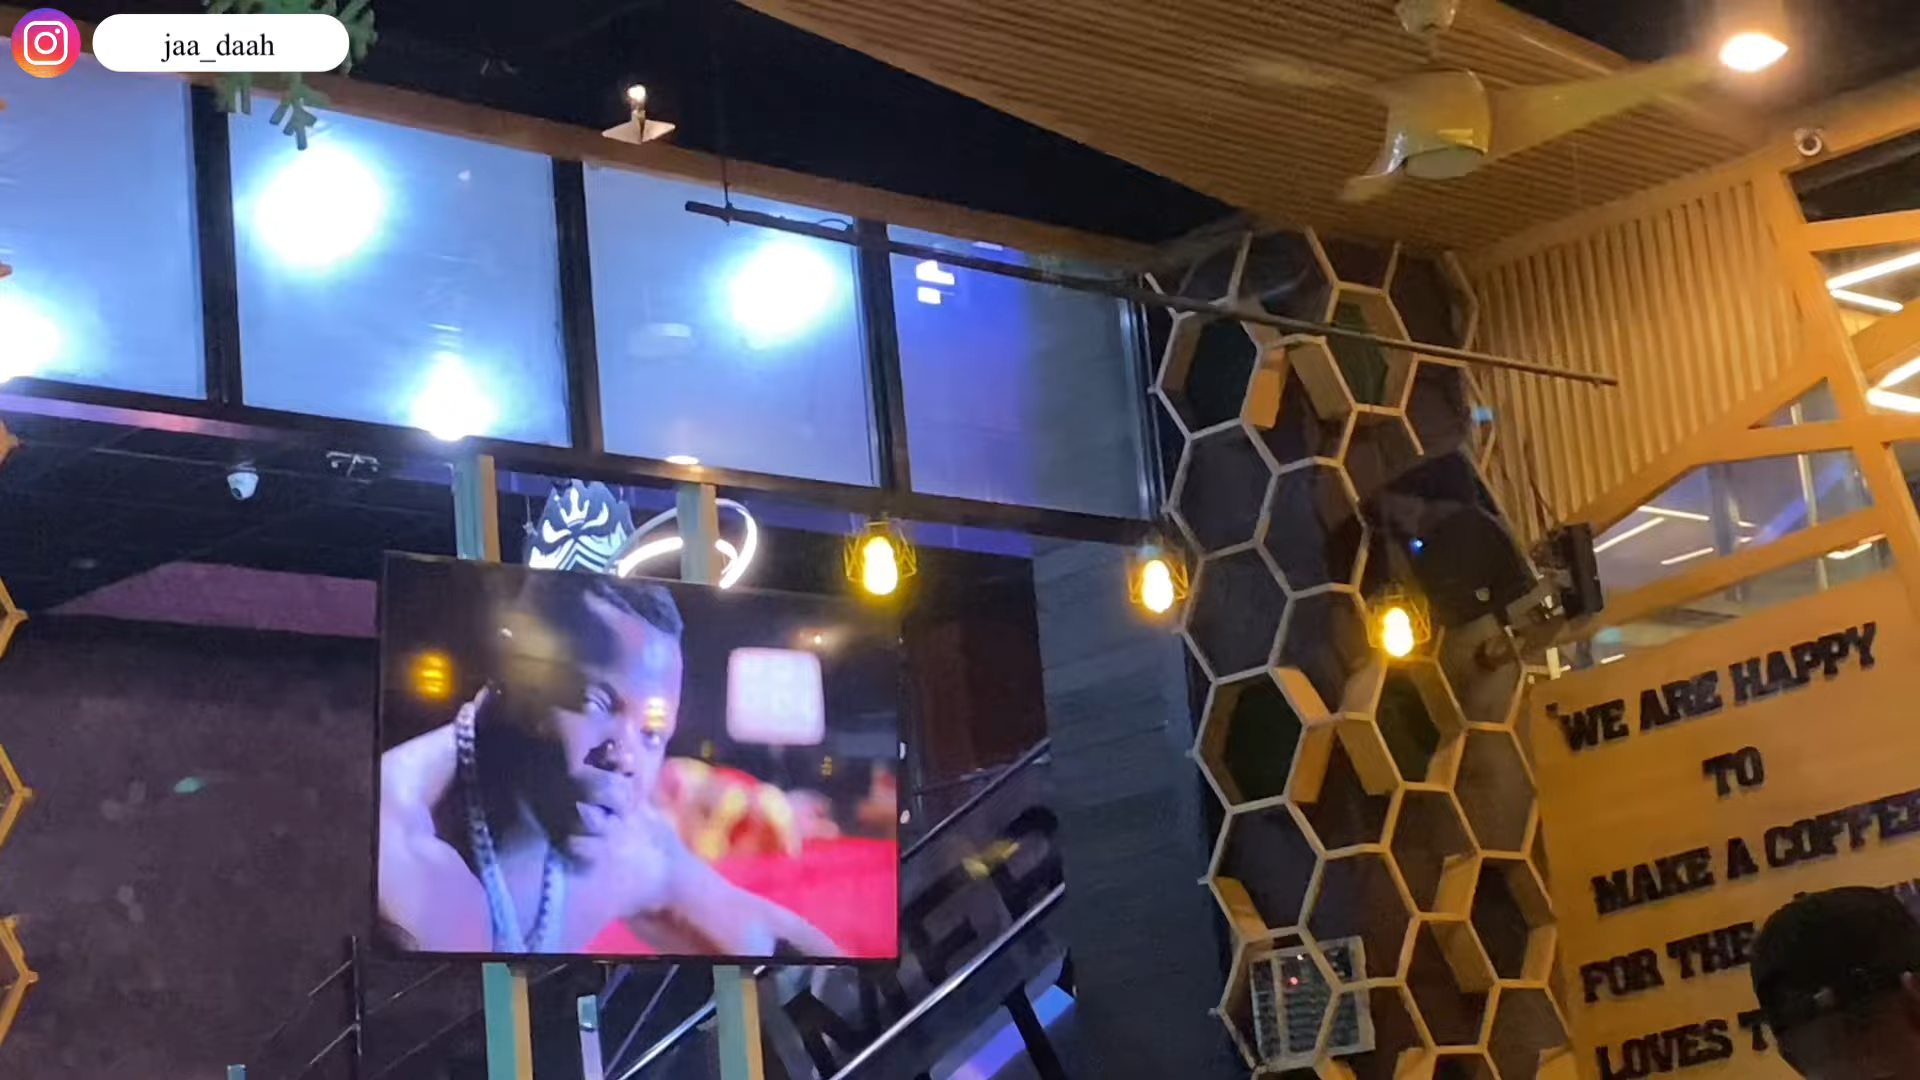 jaa_daah
"WE ARE HAPPY
TO
MAKE A COFFEE
FOR THE
LOVES